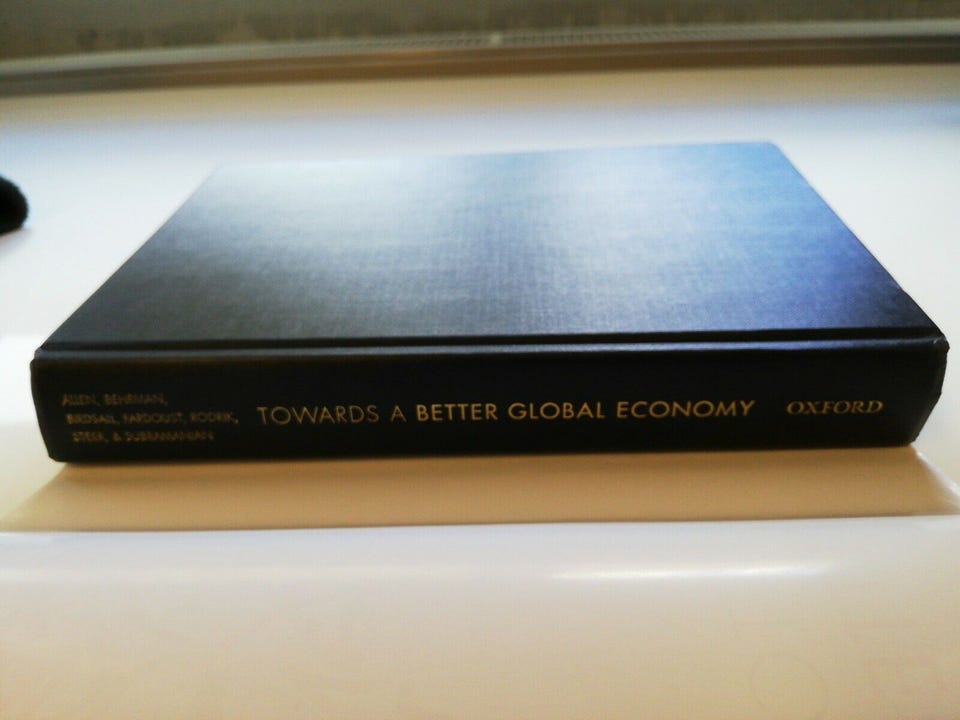 ALLEN, BEHRMAN,
BIRDSALL, FARDOUST, RODRIK,
STEER, & SUBRAMANIAN
TOWARDS A BETTER GLOBAL ECONOMY
OXFORD